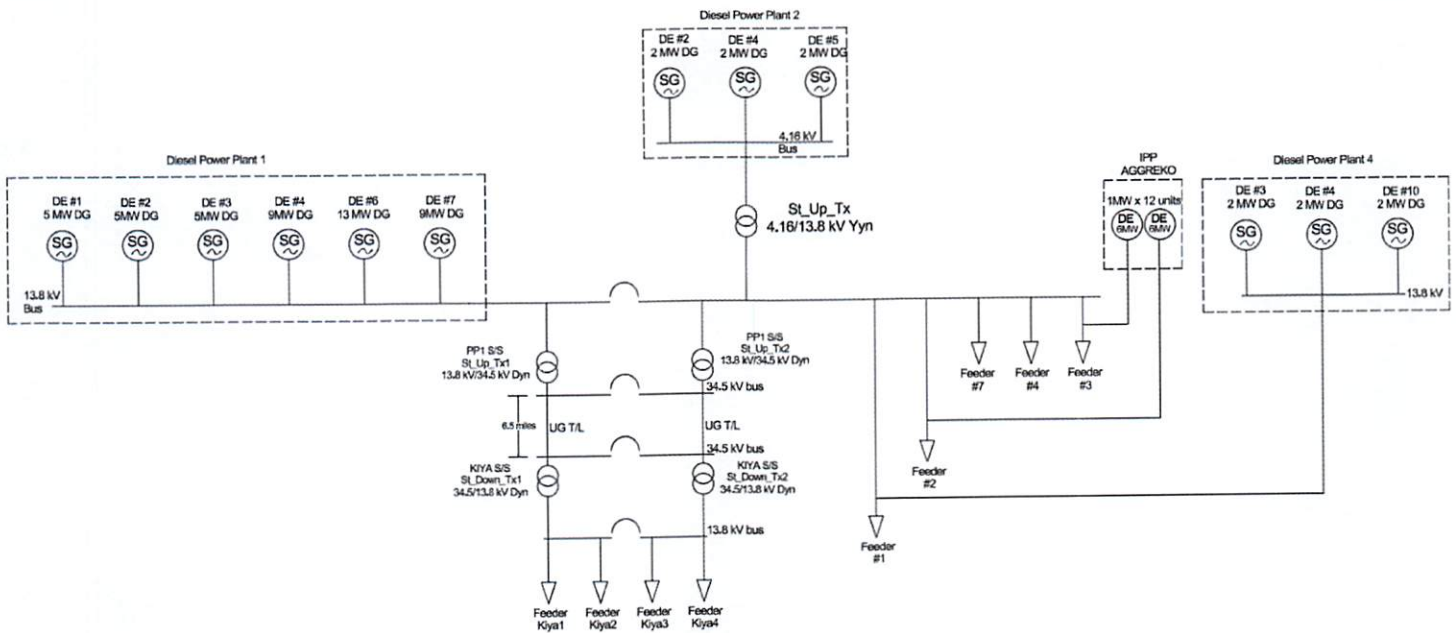 Diesel Power Plant 2
DE #2
2 MW DG
DE #4
2 MW DG
DE #5
2 MW DG
SG
SG
SG
4.16 kV
Bus
Diesel Power Plant 1
DE #1
5 MW DG
DE #2
5MW DG
DE #3
5MW DG
DE #4
9MW DG
DE #6
13 MW DG
DE #7
9MW DG
SG
SG
SG
SG
SG
SG
13.8 kV
Bus
St_Up_Tx
4.16/13.8 kV Yyn
IPP
AGGREKO
1MW x 12 units
DE
6MW
DE
6MW
Diesel Power Plant 4
DE #3
2 MW DG
DE #4
2 MW DG
DE #10
2 MW DG
SG
SG
SG
13.8 kV
PP1 S/S
St_Up_Tx1
13.8 kV/34.5 kV Dyn
PP1 S/S
St_Up_Tx2
13.8 kV/34.5 kV Dyn
34.5 kV bus
6.5 miles
UG T/L
UG T/L
34.5 kV bus
KIYA S/S
St_Down_Tx1
34.5/13.8 kV Dyn
KIYA S/S
St_Down_Tx2
34.5/13.8 kV Dyn
13.8 kV bus
Feeder
Kiya1
Feeder
Kiya2
Feeder
Kiya3
Feeder
Kiya4
Feeder
#7
Feeder
#4
Feeder
#3
Feeder
#2
Feeder
#1